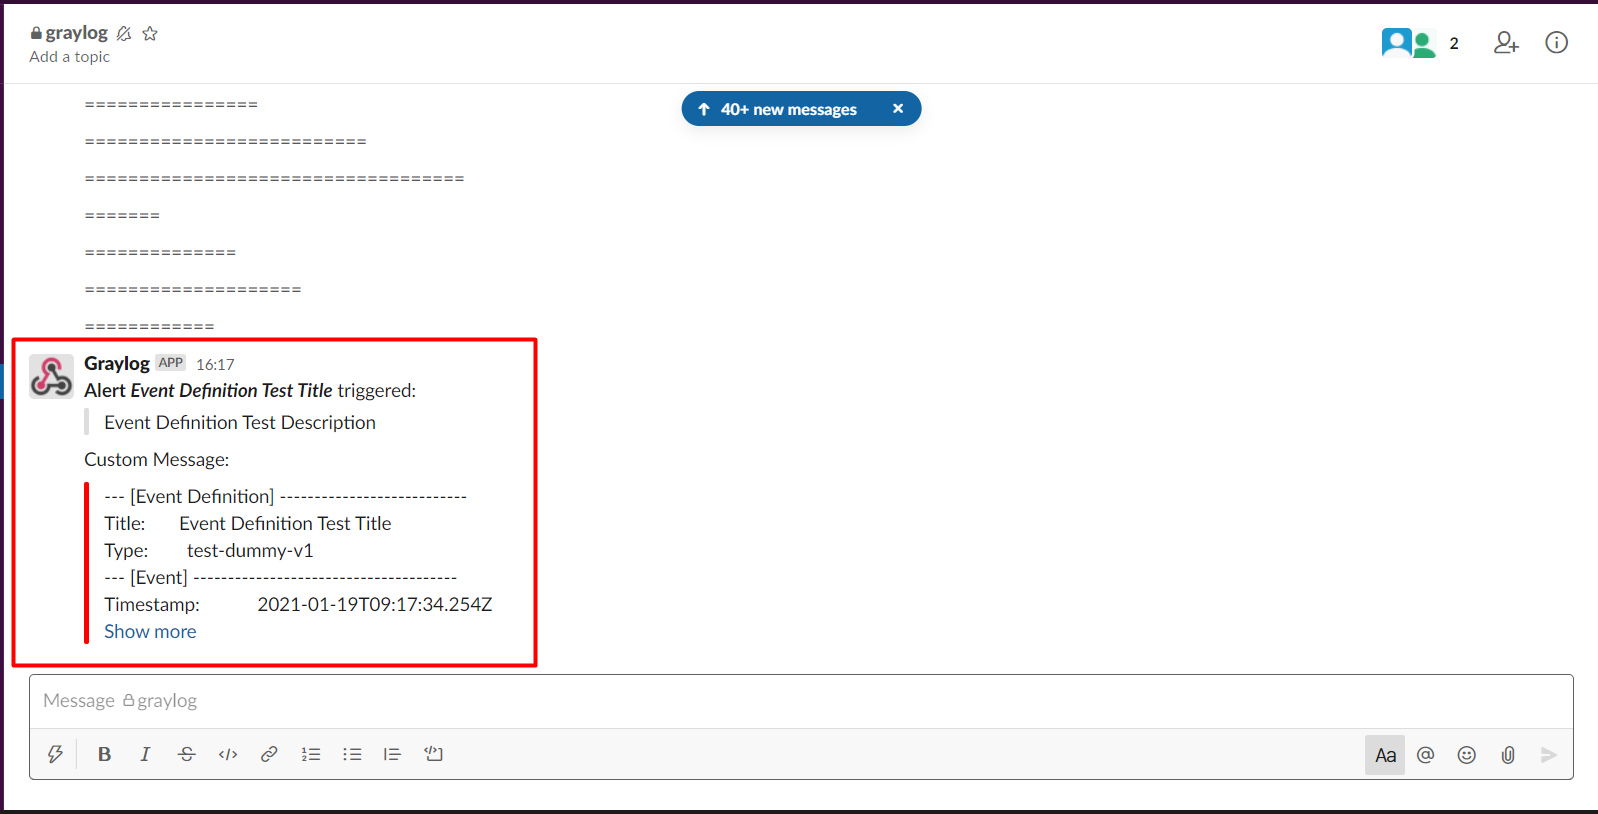 graylog
Add a topic
2
================
==========================
===================================
=======
==============
====================
============
40+ new messages
Graylog APP 16:17
Alert Event Definition Test Title triggered:
Event Definition Test Description
Custom Message:
--- [Event Definition] ---------------------------
Title: Event Definition Test Title
Type: test-dummy-v1
--- [Event] --------------------------------------
Timestamp: 2021-01-19T09:17:34.254Z
Show more
Message graylog
B I S </> Aa @